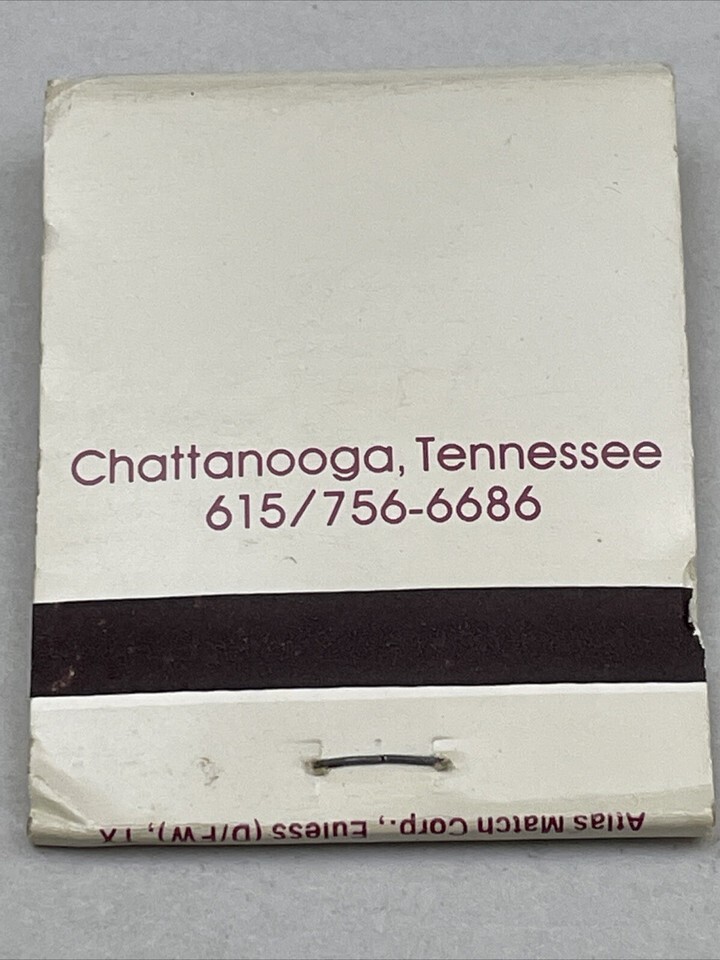 Chattanooga, Tennessee
615/756-6686
Atlas Match Corp., Euless (D/FW), TX